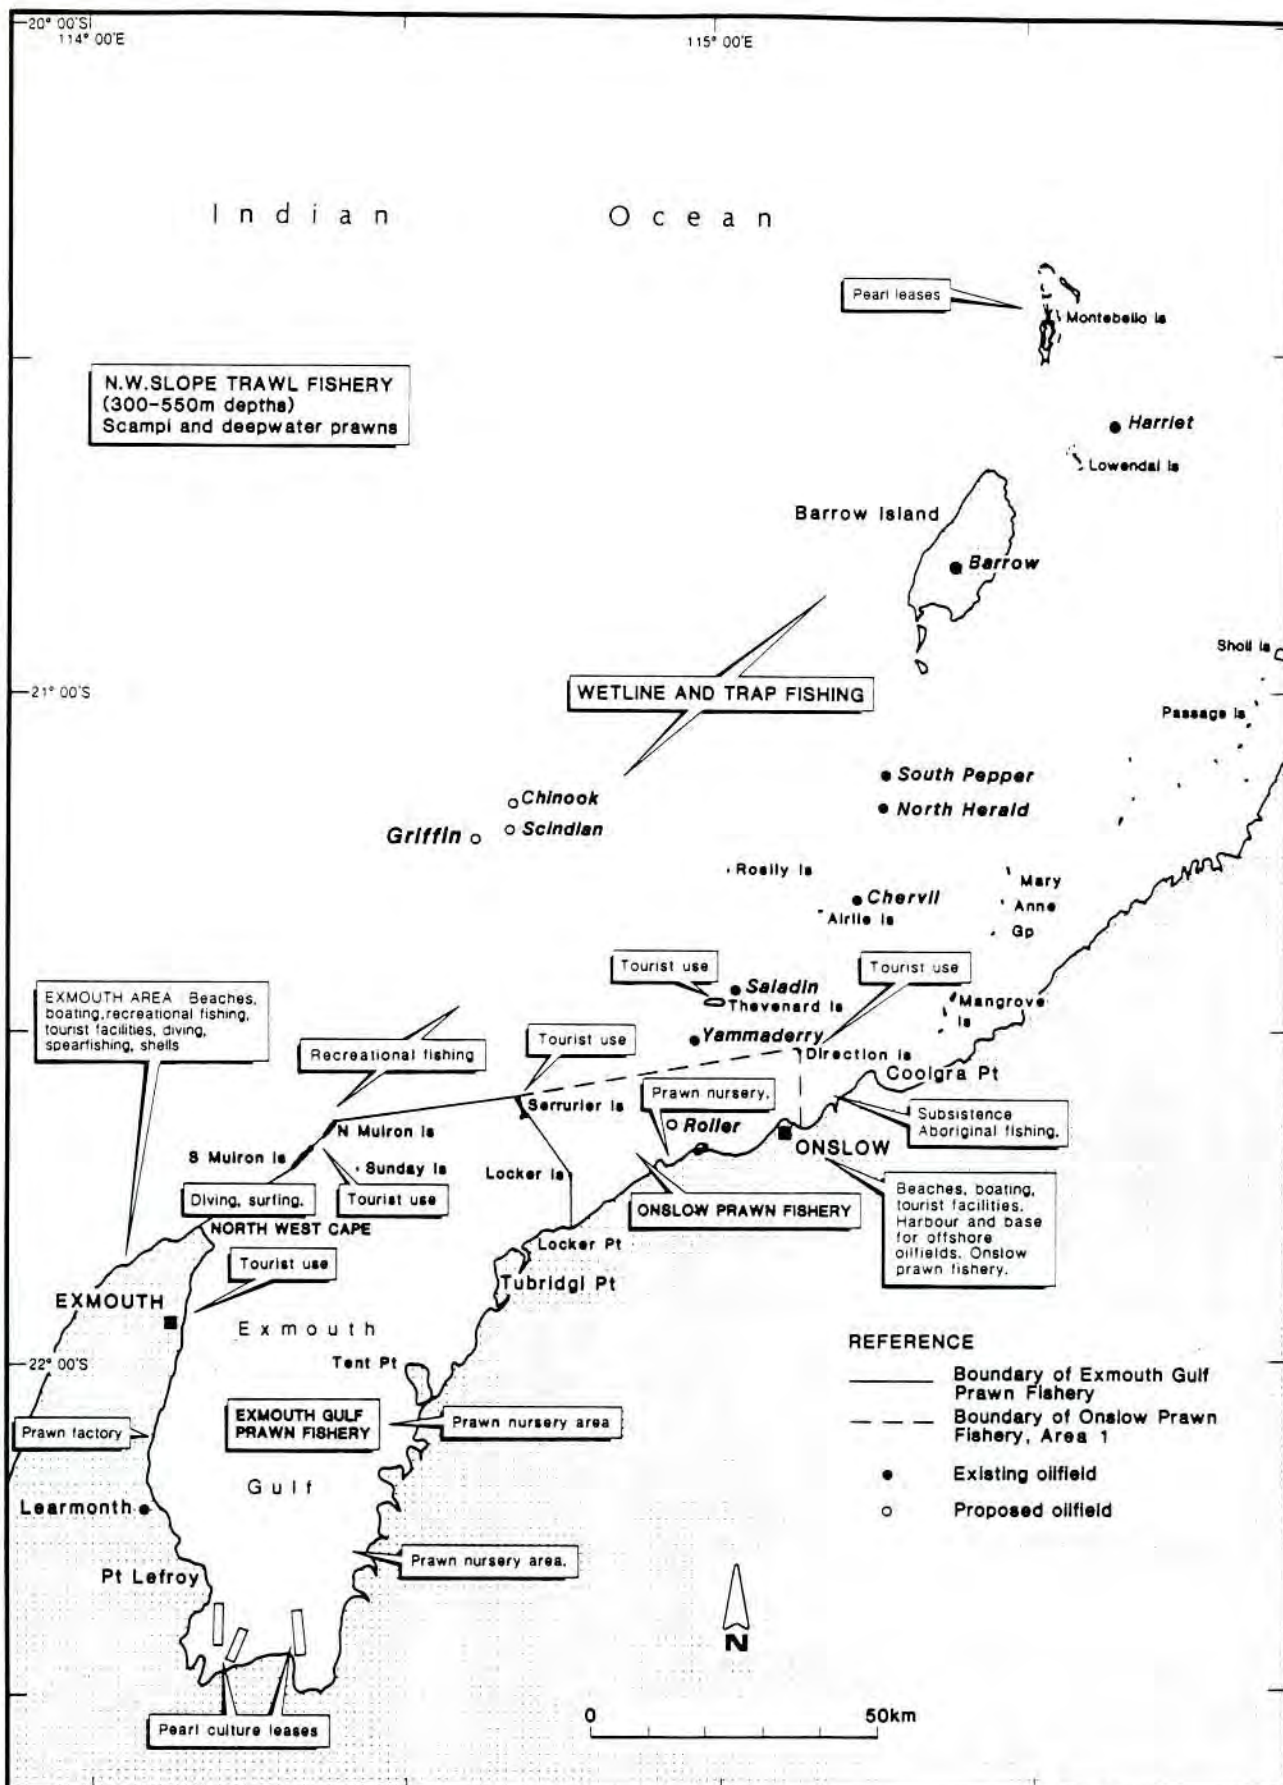 20° 00'S
114° 00'E
115° 00'E
Indian Ocean
Pearl leases
Montebello Is
N.W.SLOPE TRAWL FISHERY
(300-550m depths)
Scampi and deepwater prawns
Harriet
Lowendal Is
Barrow Island
Barrow
Sholl Is
21° 00'S
WETLINE AND TRAP FISHING
Passage Is
South Pepper
Chinook
North Herald
Scindian
Griffin
Rosily Is
Mary
Anne
Gp
Chervil
Airlie Is
Tourist use
Tourist use
EXMOUTH AREA Beaches,
boating,recreational fishing,
tourist facilities, diving,
spearfishing, shells
Saladin
Thevenard Is
Mangrove
Is
Recreational fishing
Tourist use
Yammaderry
Direction Is
Coolgra Pt
Prawn nursery.
Serrurier Is
Subsistence
Aboriginal fishing.
N Muiron Is
Roller
ONSLOW
S Muiron Is
Sunday Is
Locker Is
Diving, surfing.
Tourist use
ONSLOW PRAWN FISHERY
Beaches, boating,
tourist facilities.
Harbour and base
for offshore
oilfields. Onslow
prawn fishery.
NORTH WEST CAPE
Locker Pt
Tourist use
Tubridgi Pt
EXMOUTH
Exmouth
22° 00'S
Tent Pt
EXMOUTH GULF
PRAWN FISHERY
Prawn nursery area
Prawn factory
Gulf
Learmonth
Prawn nursery area.
Pt Lefroy
Pearl culture leases
REFERENCE
Boundary of Exmouth Gulf
Prawn Fishery
Boundary of Onslow Prawn
Fishery, Area 1
Existing oilfield
Proposed oilfield
N
0 50km